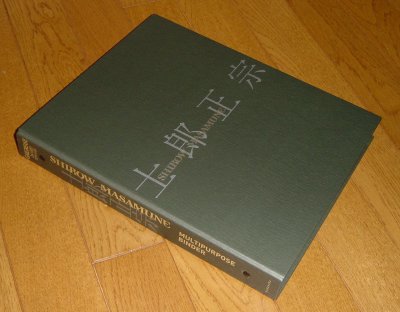 士郎正宗
SHIROW MASAMUNE
SHIROW MASAMUNE
MULTIPURPOSE
BINDER